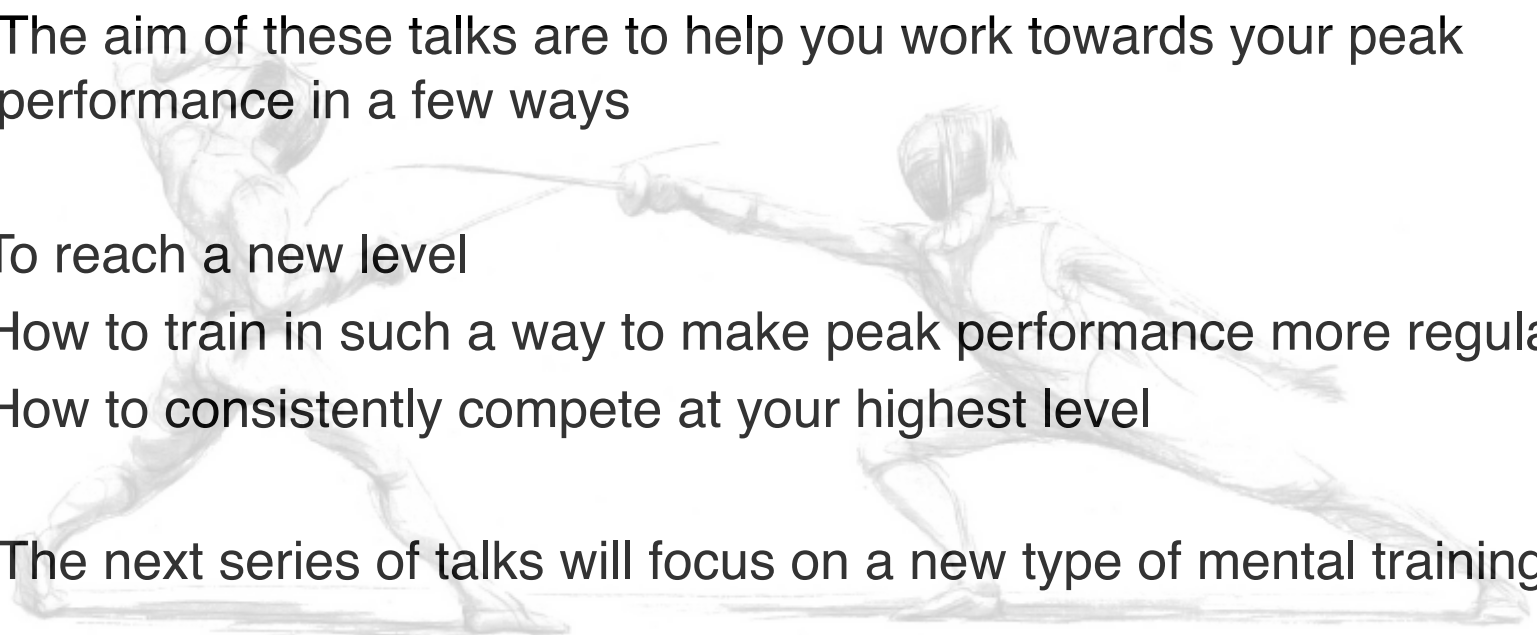 The aim of these talks are to help you work towards your peak
performance in a few ways
To reach a new level
How to train in such a way to make peak performance more regula
How to consistently compete at your highest level
The next series of talks will focus on a new type of mental training